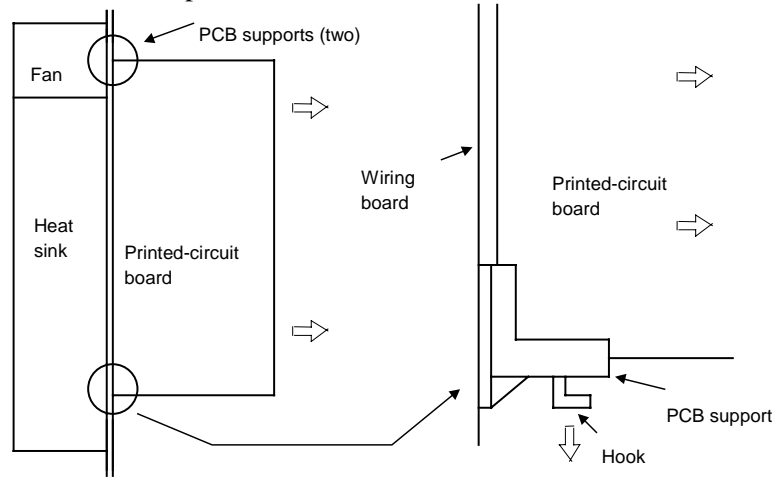 PCB supports (two)
Fan
Heat
sink
Printed-circuit
board
Wiring
board
Printed-circuit
board
PCB support
Hook